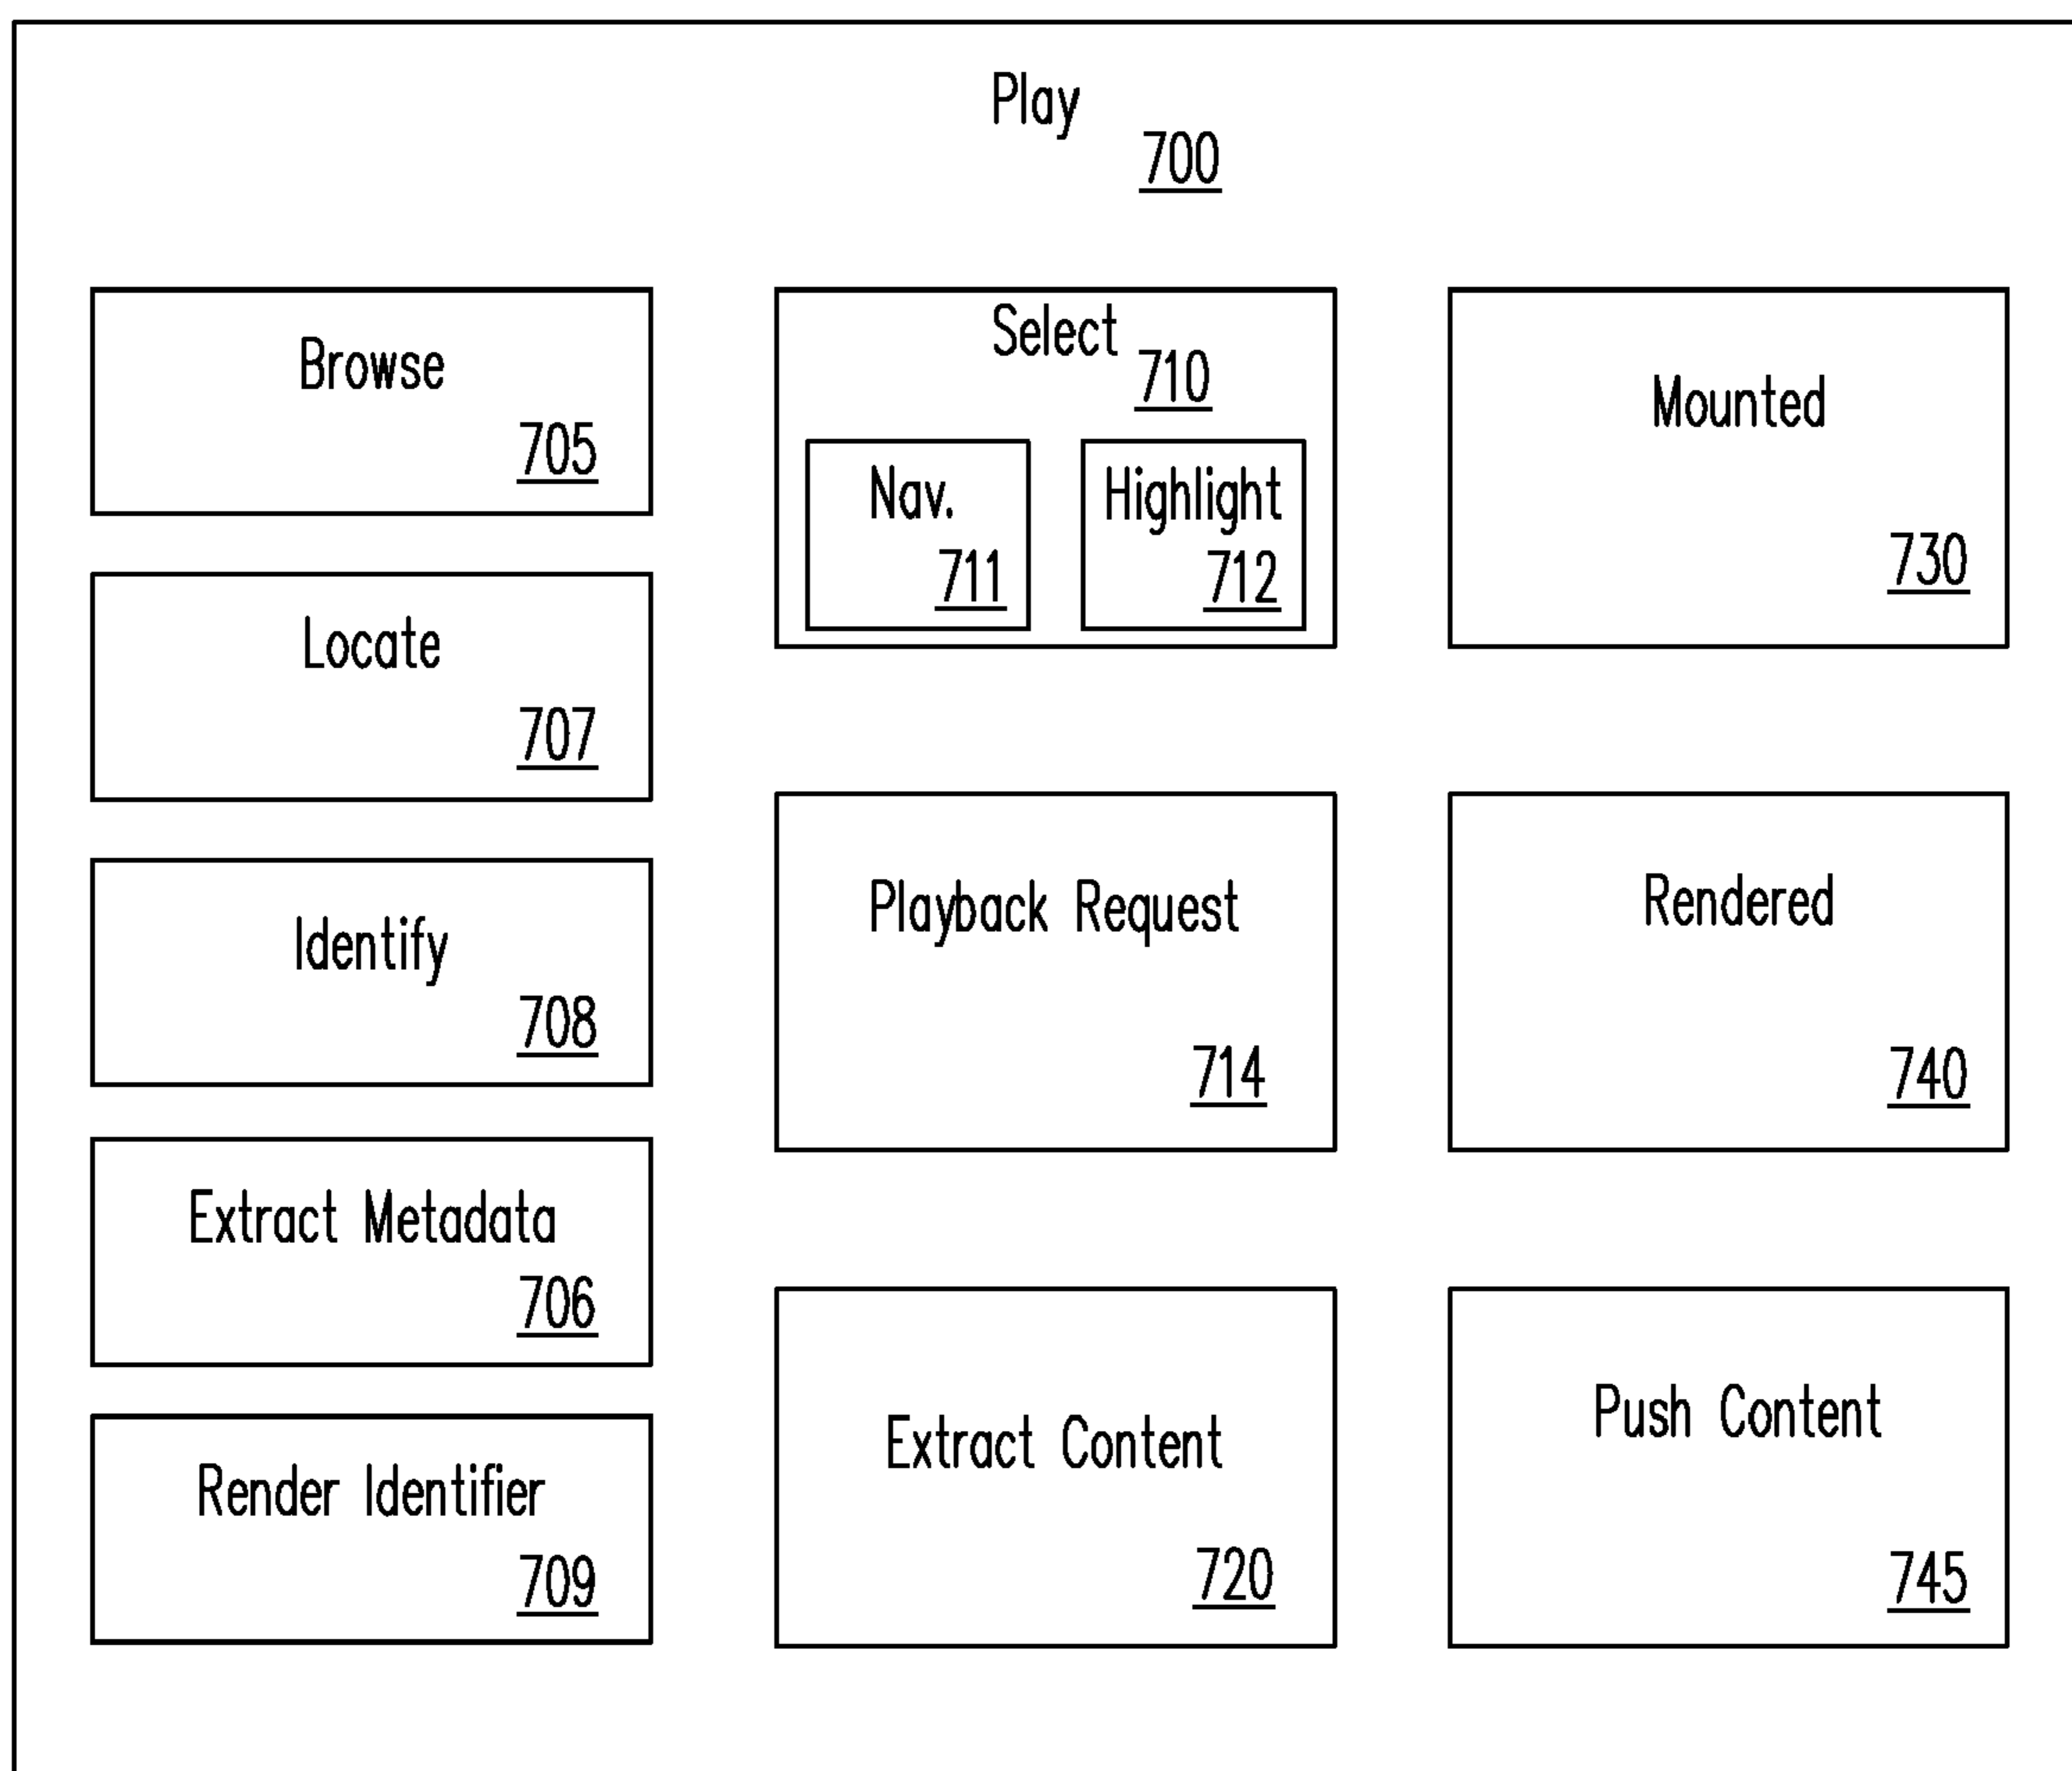 Play
700
Browse
705
Locate
707
Identify
708
Extract Metadata
706
Render Identifier
709
Select
710
Nav.
711
Highlight
712
Playback Request
714
Extract Content
720
Mounted
730
Rendered
740
Push Content
745